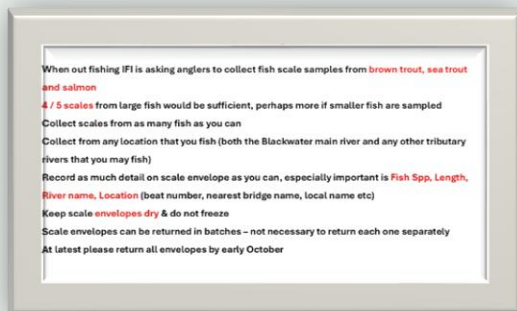 When out fishing IFI is asking anglers to collect fish scale samples from brown trout, sea trout
and salmon
4 / 5 scales from large fish would be sufficient, perhaps more if smaller fish are sampled
Collect scales from as many fish as you can
Collect from any location that you fish (both the Blackwater main river and any other tributary
rivers that you may fish)
Record as much detail on scale envelope as you can, especially important is Fish Spp, Length,
River name, Location (beat number, nearest bridge name, local name etc)
Keep scale envelopes dry & do not freeze
Scale envelopes can be returned in batches – not necessary to return each one separately
At latest please return all envelopes by early October